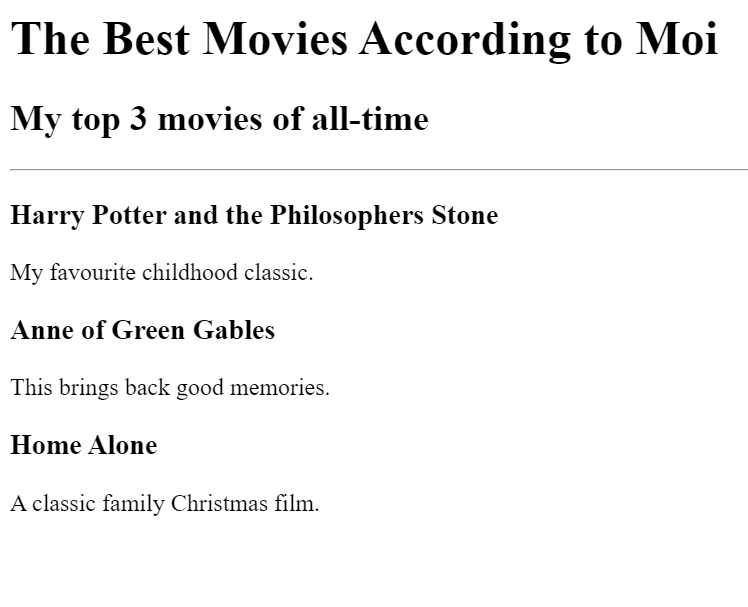 The Best Movies According to Moi
My top 3 movies of all-time
Harry Potter and the Philosophers Stone
My favourite childhood classic.
Anne of Green Gables
This brings back good memories.
Home Alone
A classic family Christmas film.